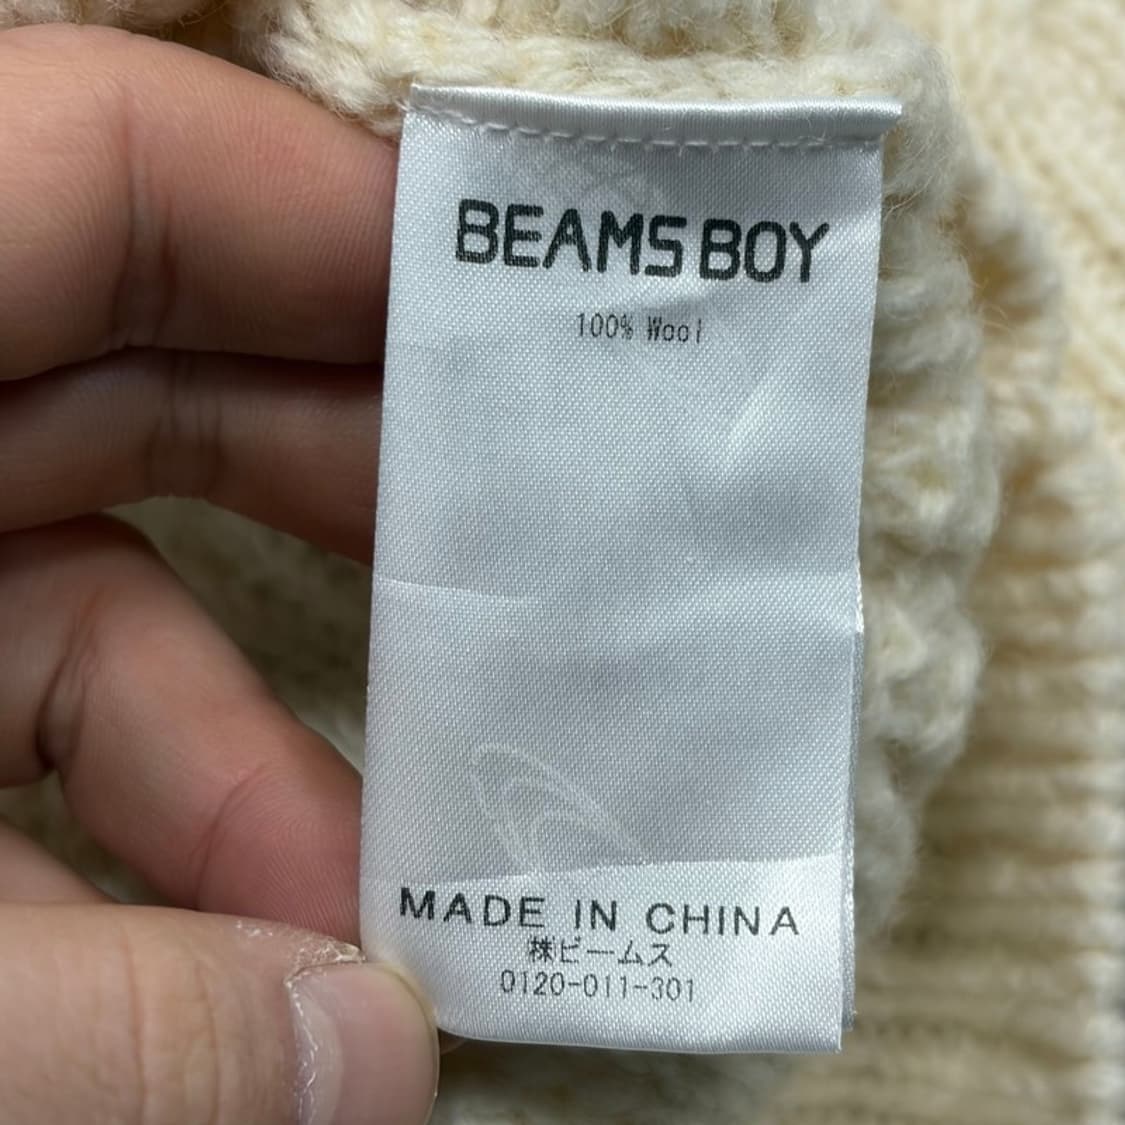 BEAMS BOY
100% Wool
MADE IN CHINA
㈱ビームス
0120-011-301